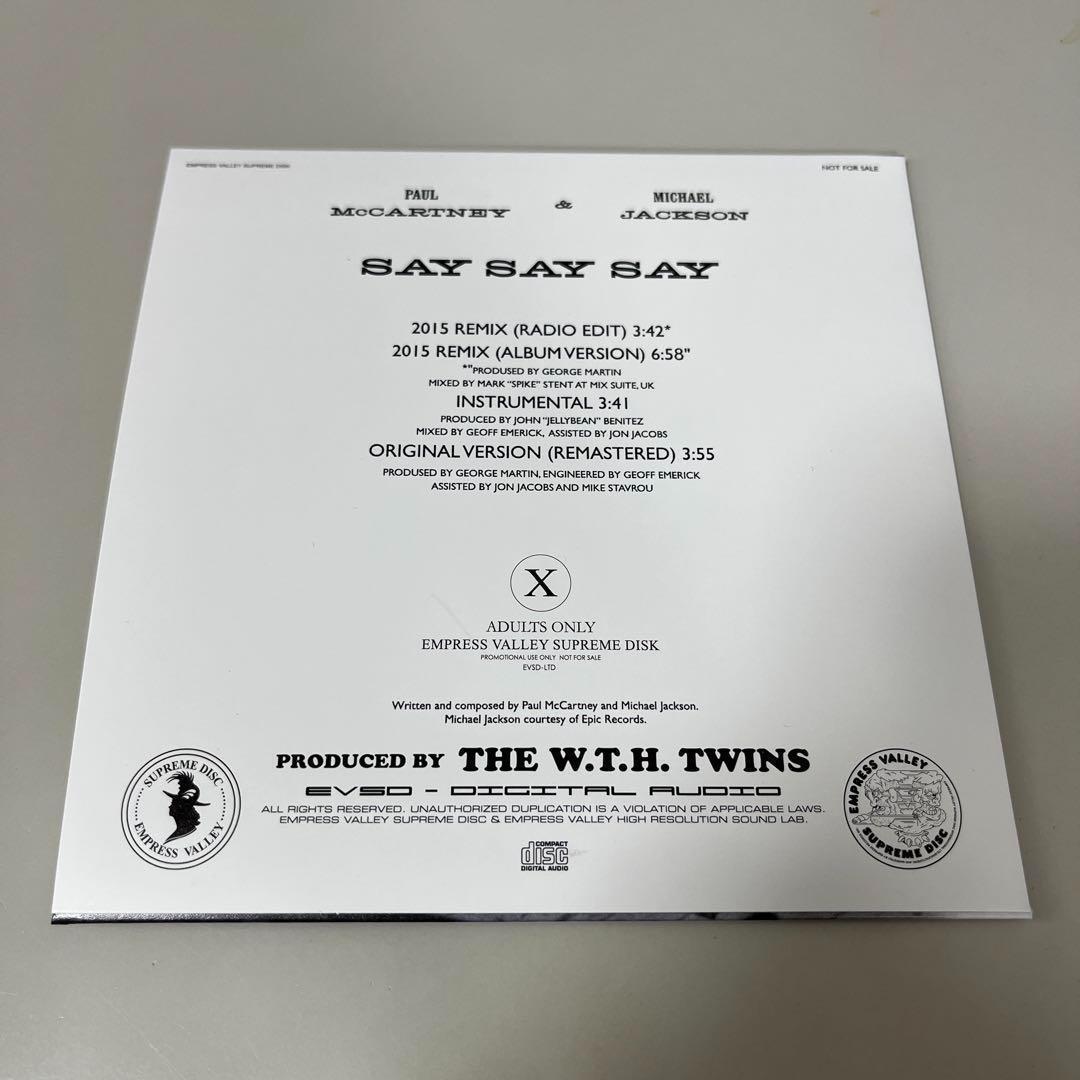 EMPRESS VALLEY SUPREME DISK
NOT FOR SALE
PAUL McCARTNEY & MICHAEL JACKSON
SAY SAY SAY
2015 REMIX (RADIO EDIT) 3:42*
2015 REMIX (ALBUM VERSION) 6:58"
*"PRODUSED BY GEORGE MARTIN
MIXED BY MARK "SPIKE" STENT AT MIX SUITE, UK
INSTRUMENTAL 3:41
PRODUCED BY JOHN "JELLYBEAN" BENITEZ
MIXED BY GEOFF EMERICK, ASSISTED BY JON JACOBS
ORIGINAL VERSION (REMASTERED) 3:55
PRODUSED BY GEORGE MARTIN, ENGINEERED BY GEOFF EMERICK
ASSISTED BY JON JACOBS AND MIKE STAVROU
X
ADULTS ONLY
EMPRESS VALLEY SUPREME DISK
PROMOTIONAL USE ONLY NOT FOR SALE
EVSD-LTD
Written and composed by Paul McCartney and Michael Jackson.
Michael Jackson courtesy of Epic Records.
PRODUCED BY THE W.T.H. TWINS
EVSD - DIGITAL AUDIO
ALL RIGHTS RESERVED. UNAUTHORIZED DUPLICATION IS A VIOLATION OF APPLICABLE LAWS.
EMPRESS VALLEY SUPREME DISC & EMPRESS VALLEY HIGH RESOLUTION SOUND LAB.
SUPREME DISC
EMPRESS VALLEY
EMPRESS VALLEY
SUPREME DISC
COMPACT
disc
DIGITAL AUDIO